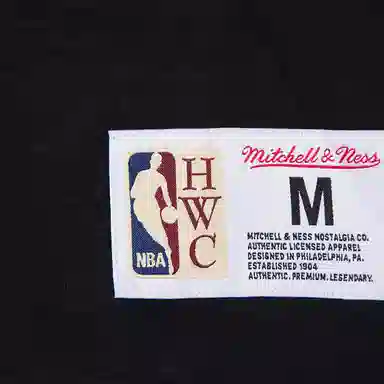 NBA
H
W
C
Mitchell & Ness
M
MITCHELL & NESS NOSTALGIA CO.
AUTHENTIC LICENSED APPAREL
DESIGNED IN PHILADELPHIA, PA.
ESTABLISHED 1904
AUTHENTIC. PREMIUM. LEGENDARY.